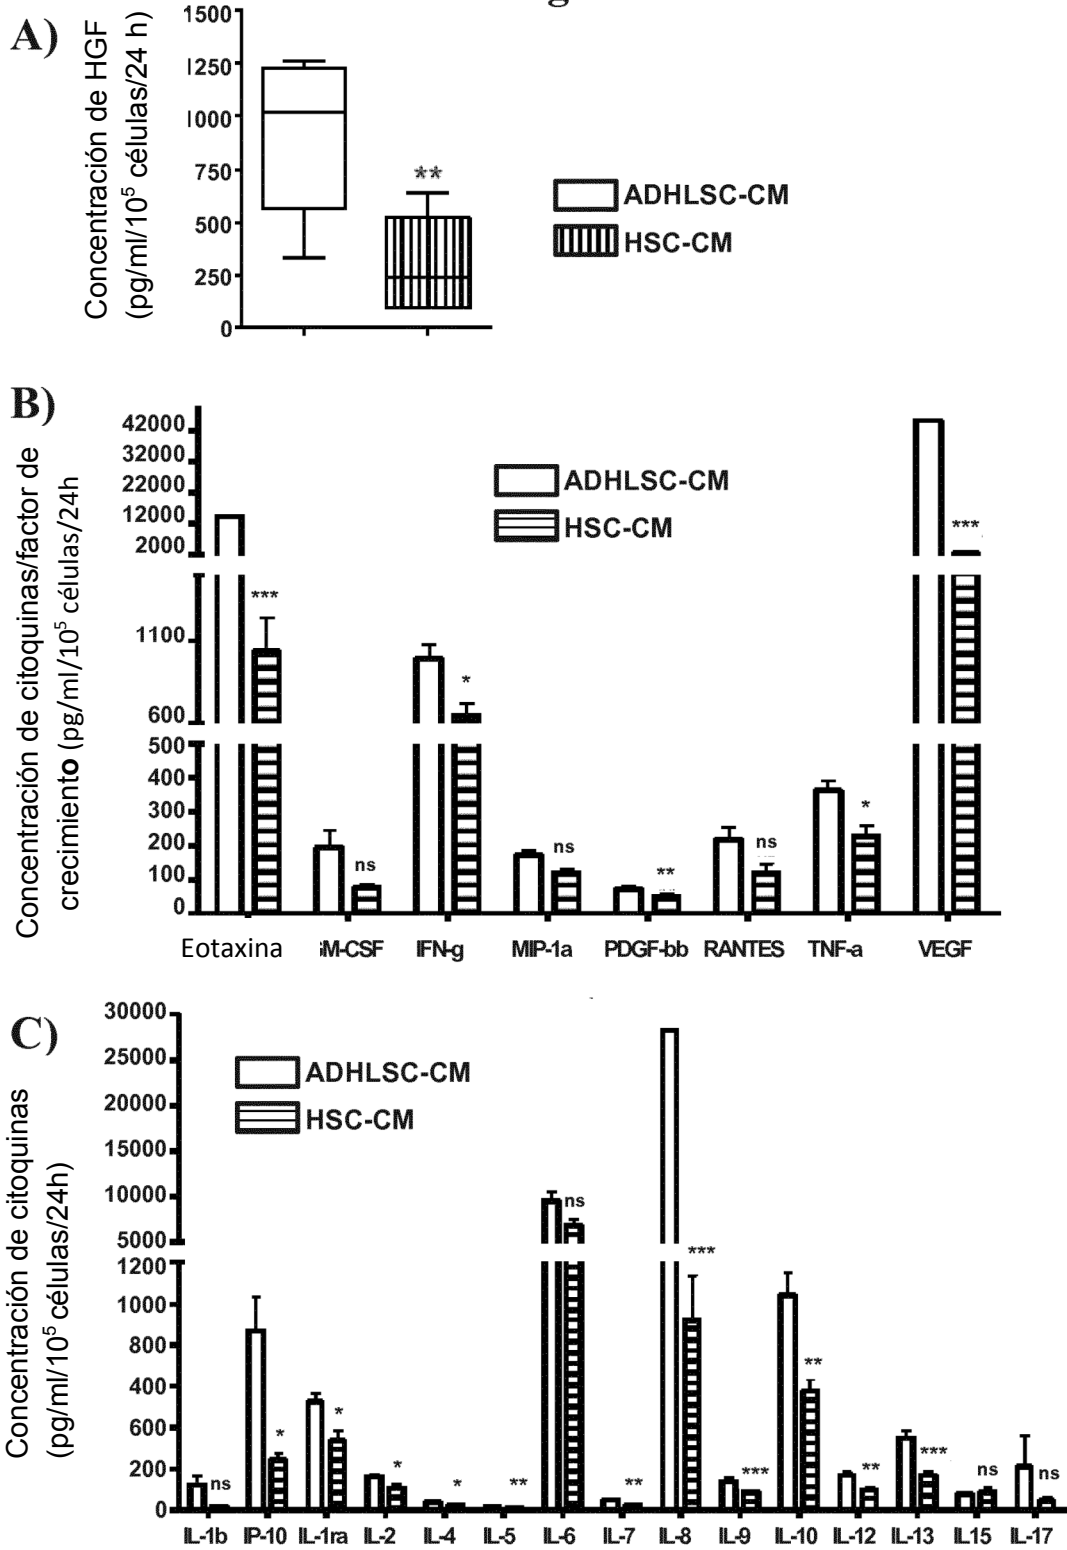 g
A)
Concentración de HGF
(pg/ml/10⁵ células/24 h)
1500
1250
1000
750
500
250
0
**
ADHLSC-CM
HSC-CM
B)
Concentración de citoquinas/factor de
crecimiento (pg/ml/10⁵ células/24h
42000
32000
22000
12000
2000
1100
600
500
400
300
200
100
0
ADHLSC-CM
HSC-CM
***
ns
*
ns
**
ns
*
***
Eotaxina
M-CSF
IFN-g
MIP-1a
PDGF-bb
RANTES
TNF-a
VEGF
C)
Concentración de citoquinas
(pg/ml/10⁵ células/24h)
30000
25000
20000
15000
10000
5000
1200
1000
800
400
600
200
0
ADHLSC-CM
HSC-CM
ns
*
*
*
*
**
ns
**
***
***
**
**
***
ns
ns
IL-1b
IP-10
IL-1ra
IL-2
IL-4
IL-5
IL-6
IL-7
IL-8
IL-9
IL-10
IL-12
IL-13
IL15
IL-17